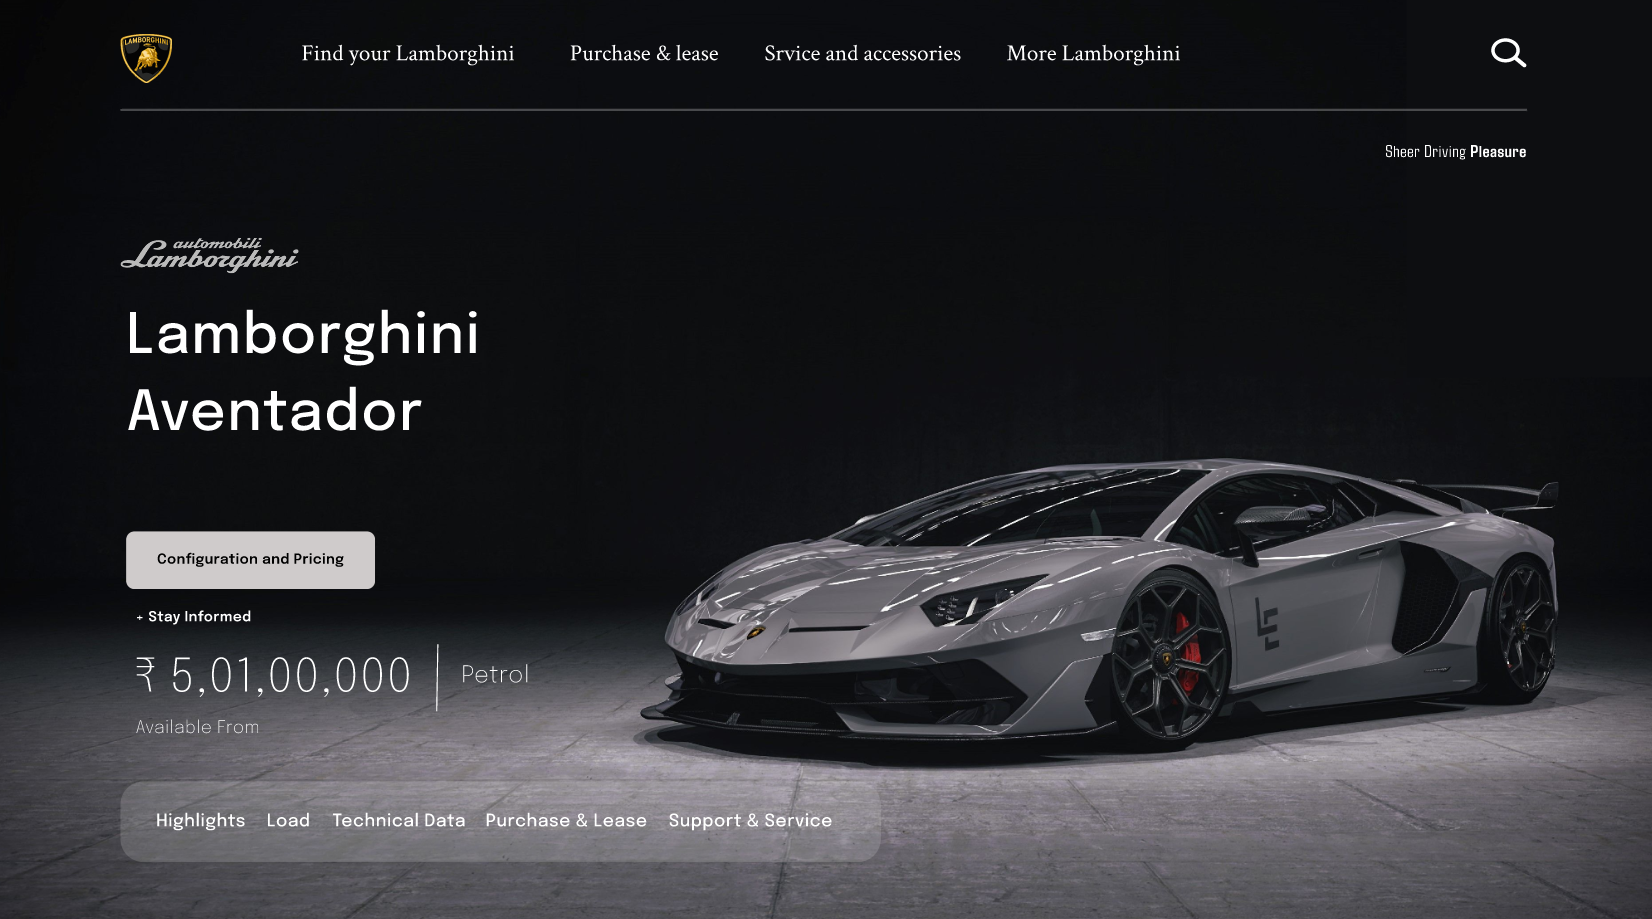 LAMBORGHINI
Find your Lamborghini Purchase & lease Srvice and accessories More Lamborghini
Sheer Driving Pleasure
automobili
Lamborghini
Lamborghini
Aventador
Configuration and Pricing
+ Stay Informed
₹ 5,01,00,000 Petrol
Available From
Highlights Load Technical Data Purchase & Lease Support & Service